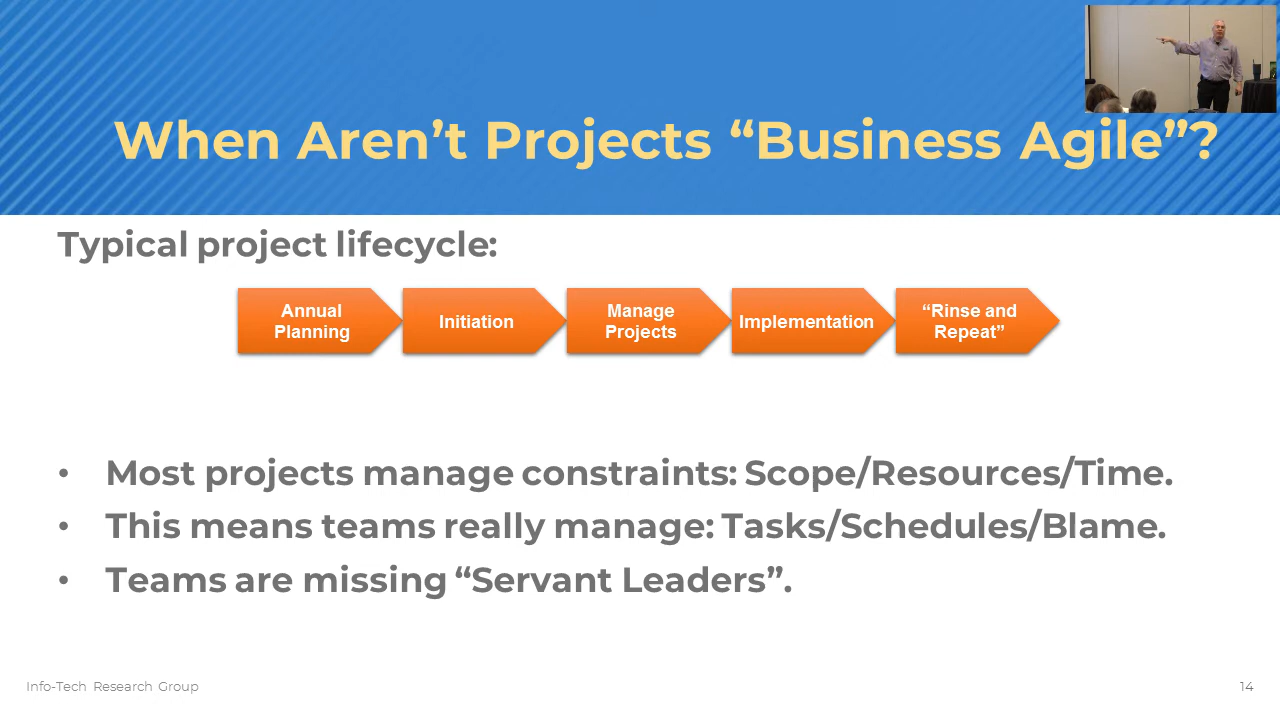 When Aren’t Projects “Business Agile”?
Typical project lifecycle:
Annual
Planning
Initiation
Manage
Projects
Implementation
“Rinse and
Repeat”
• Most projects manage constraints: Scope/Resources/Time.
• This means teams really manage: Tasks/Schedules/Blame.
• Teams are missing “Servant Leaders”.
Info-Tech Research Group
14